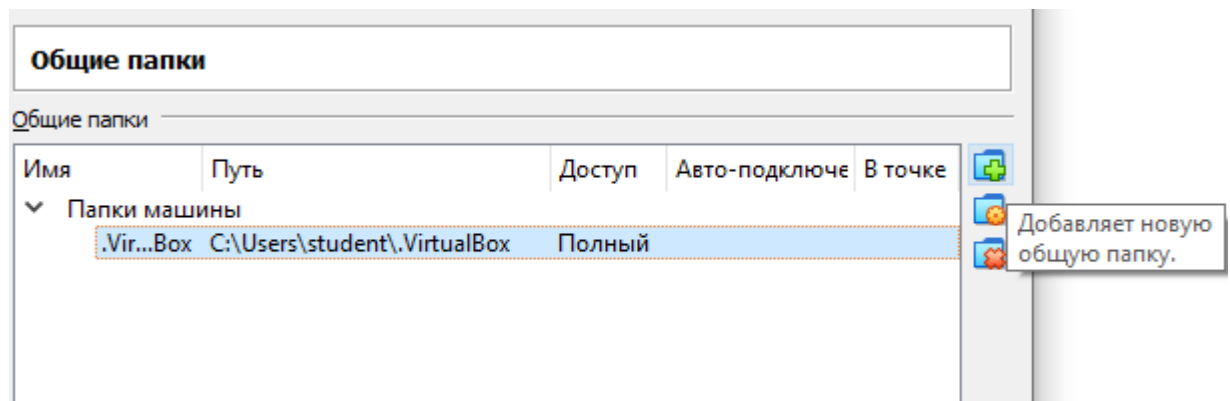 Общие папки
Общие папки
Имя Путь Доступ Авто-подключе В точке
Папки машины
.Vir...Box C:\Users\student\.VirtualBox Полный
Добавляет новую
общую папку.